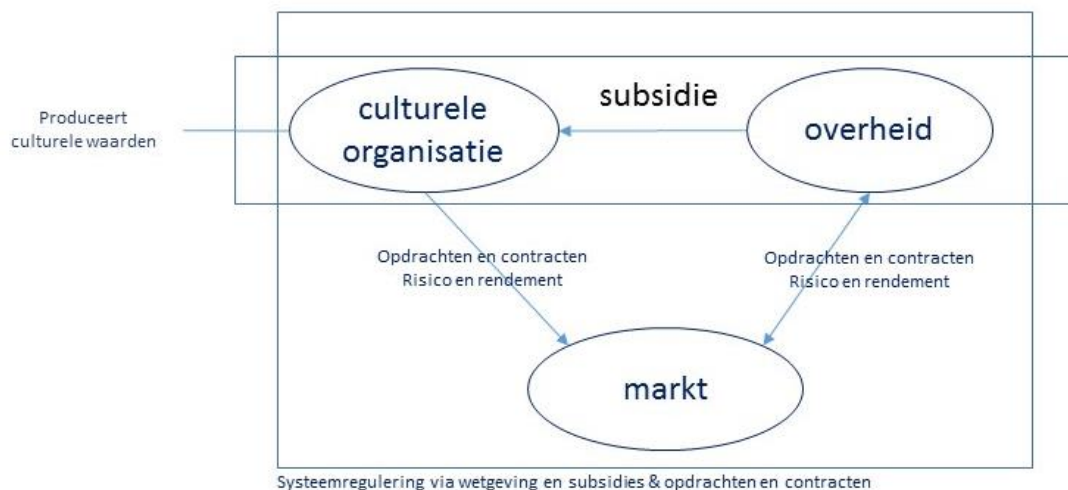 subsidie
culturele
organisatie
overheid
Produceert
culturele waarden
Opdrachten en contracten
Risico en rendement
Opdrachten en contracten
Risico en rendement
markt
Systeemregulering via wetgeving en subsidies & opdrachten en contracten